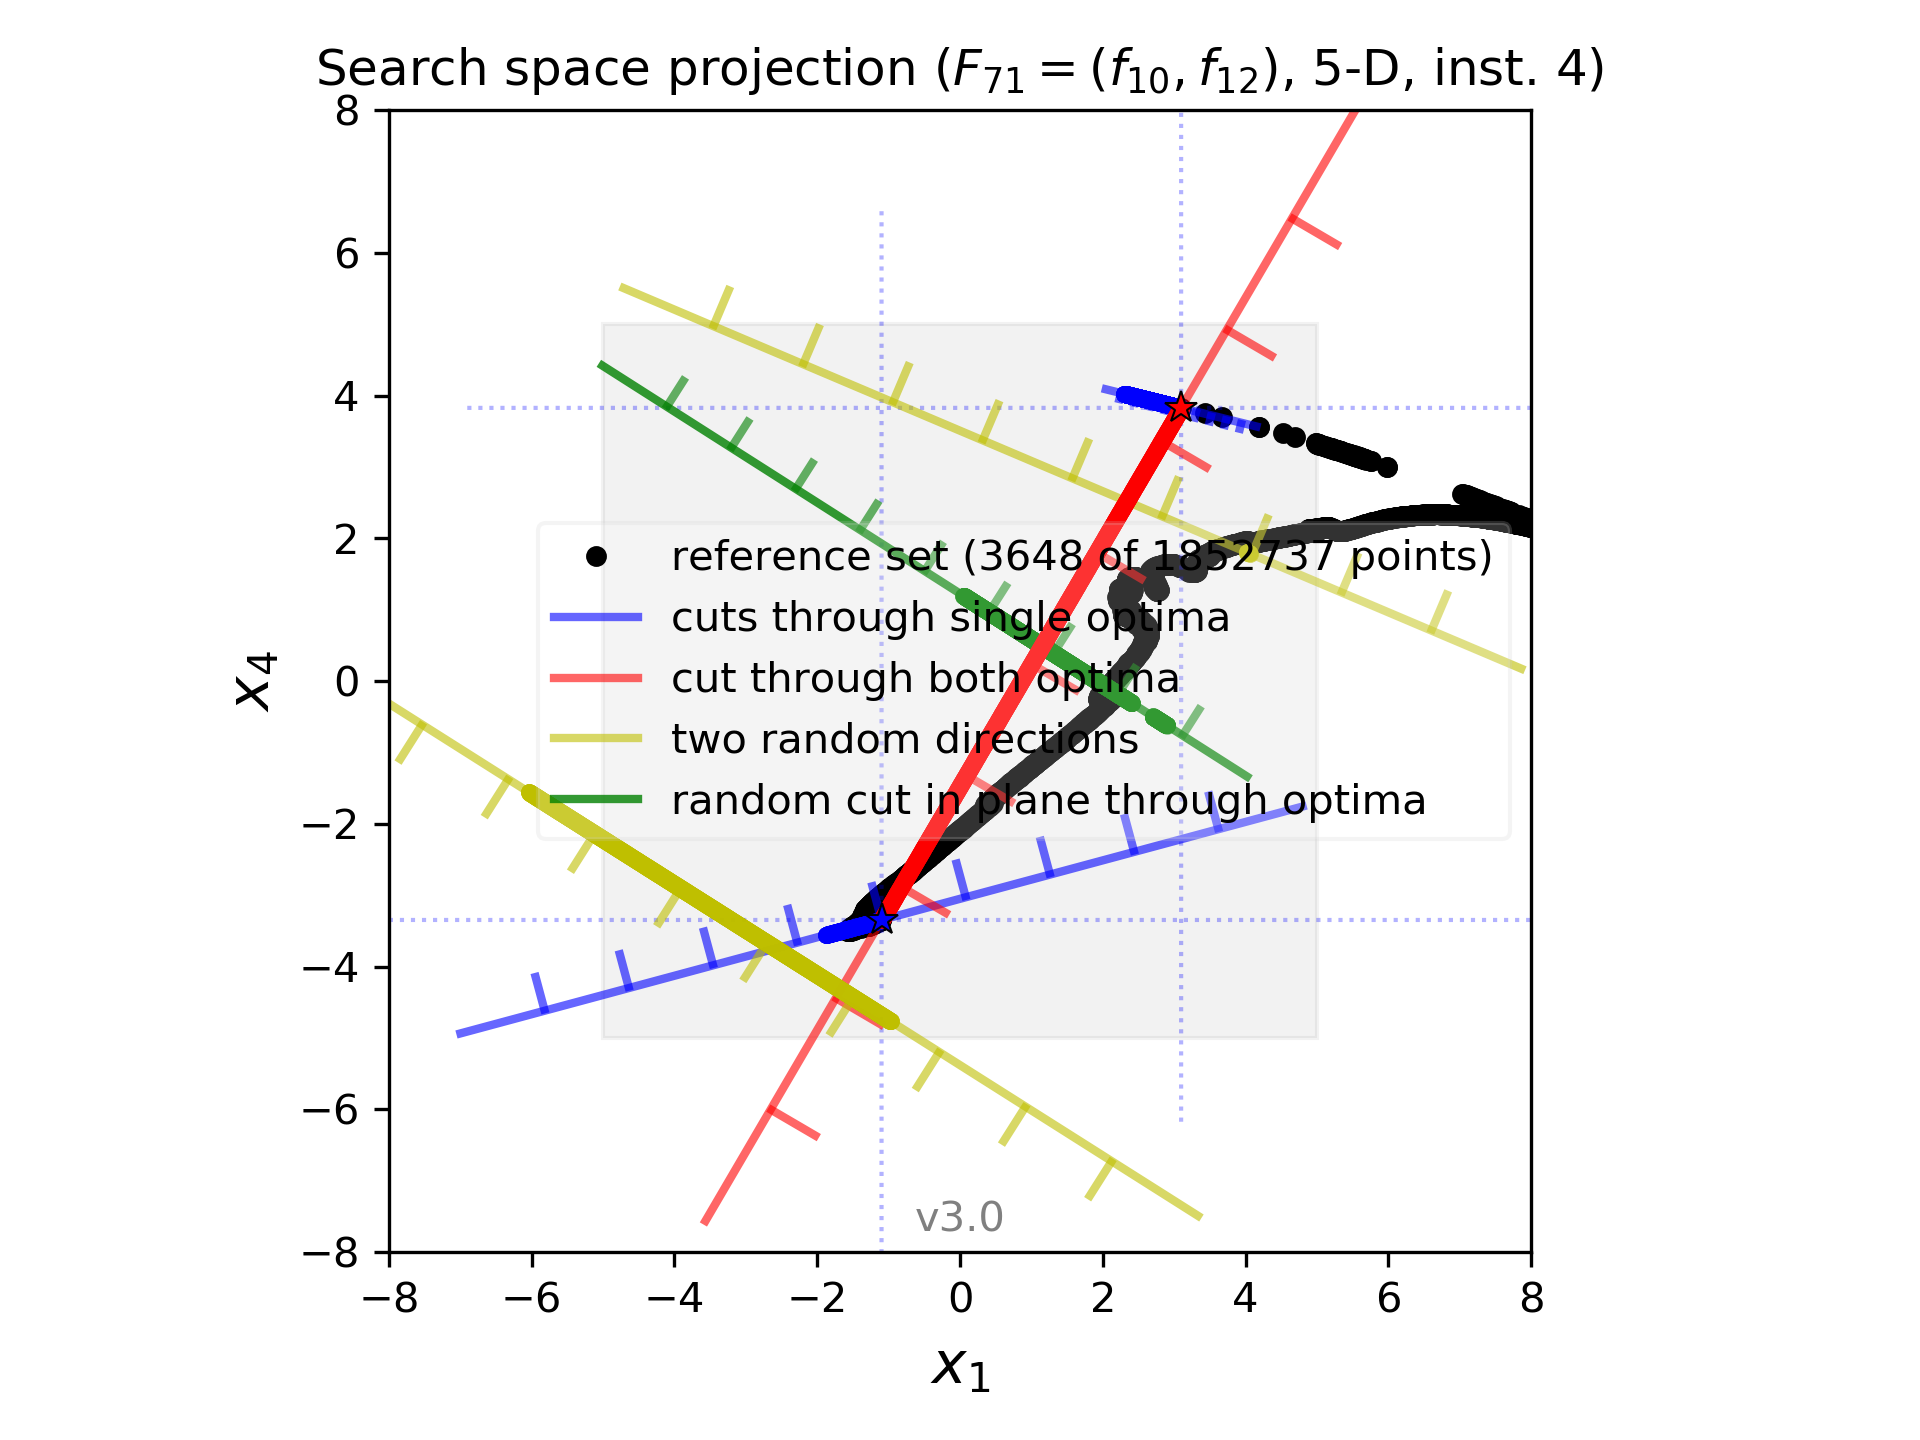 Search space projection (F71 = (f10, f12), 5-D, inst. 4)
8
6
4
2
0
−2
−4
−6
−8
x4
reference set (3648 of 1852737 points)
cuts through single optima
cut through both optima
two random directions
random cut in plane through optima
v3.0
−8 −6 −4 −2 0 2 4 6 8
x1